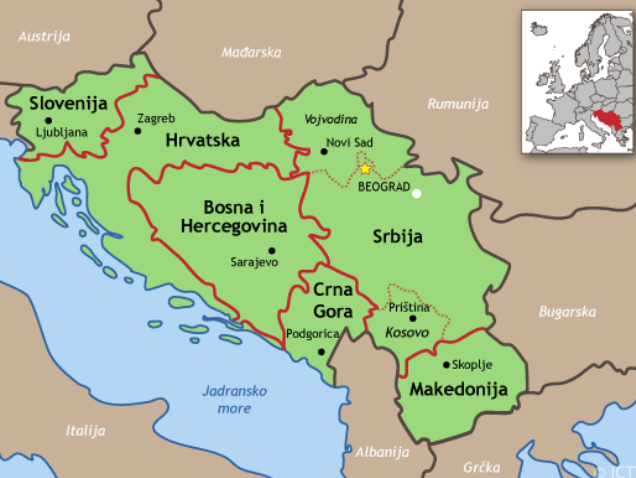 Austrija
Mađarska
Rumunija
Slovenija
Ljubljana
Zagreb
Hrvatska
Vojvodina
Novi Sad
BEOGRAD
Bosna i
Hercegovina
Sarajevo
Srbija
Crna
Gora
Podgorica
Priština
Kosovo
Bugarska
Skoplje
Makedonija
Jadransko
more
Italija
Albanija
Grčka
© ICT